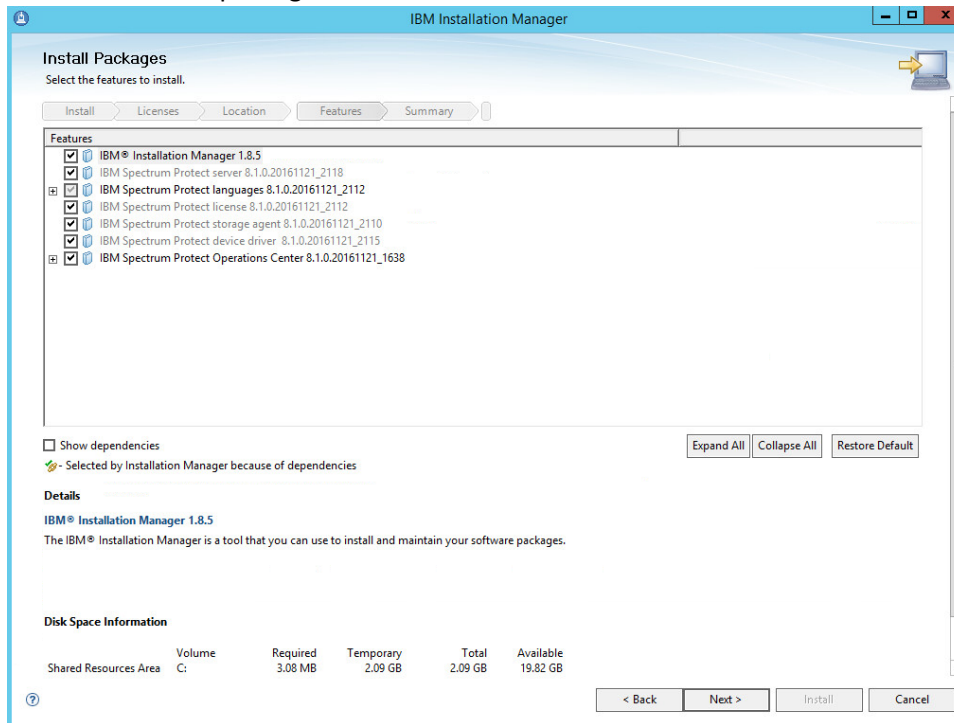 IBM Installation Manager
Install Packages
Select the features to install.
Install Licenses Location Features Summary
Features
IBM® Installation Manager 1.8.5
IBM Spectrum Protect server 8.1.0.20161121_2118
IBM Spectrum Protect languages 8.1.0.20161121_2112
IBM Spectrum Protect license 8.1.0.20161121_2112
IBM Spectrum Protect storage agent 8.1.0.20161121_2110
IBM Spectrum Protect device driver 8.1.0.20161121_2115
IBM Spectrum Protect Operations Center 8.1.0.20161121_1638
Show dependencies Expand All Collapse All Restore Default
- Selected by Installation Manager because of dependencies
Details
IBM® Installation Manager 1.8.5
The IBM® Installation Manager is a tool that you can use to install and maintain your software packages.
Disk Space Information
Volume Required Temporary Total Available
Shared Resources Area C: 3.08 MB 2.09 GB 2.09 GB 19.82 GB
? < Back Next > Install Cancel